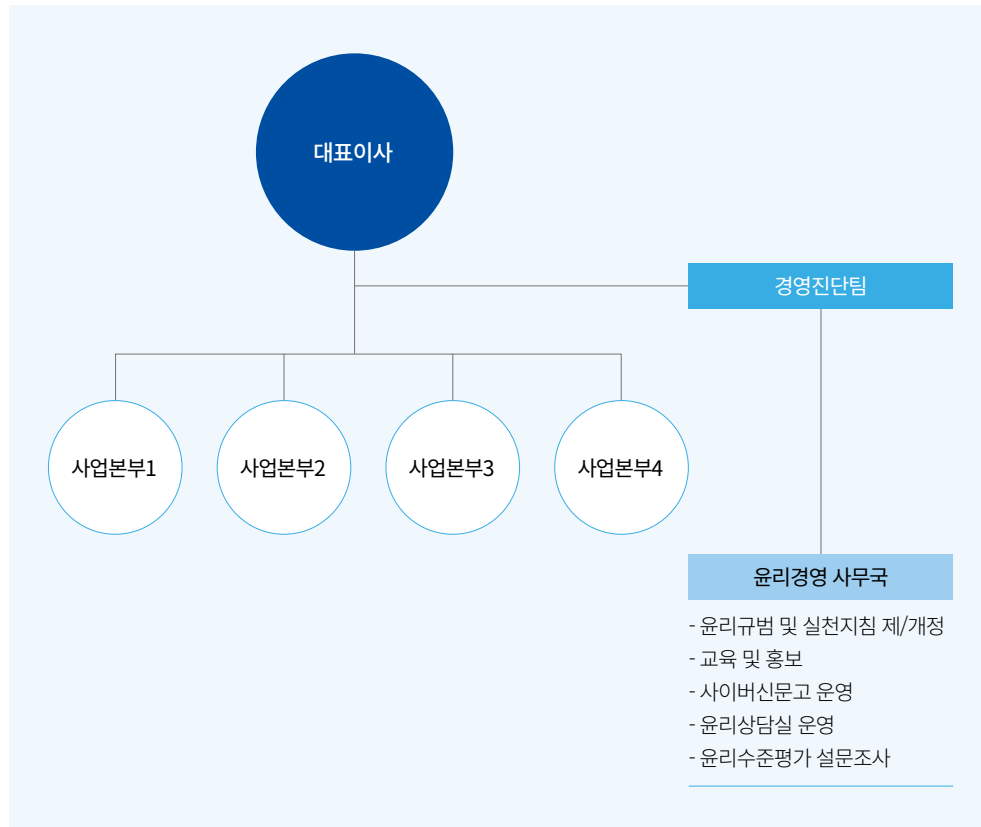 대표이사
경영진단팀
사업본부1
사업본부2
사업본부3
사업본부4
윤리경영 사무국
- 윤리규범 및 실천지침 제/개정
- 교육 및 홍보
- 사이버신문고 운영
- 윤리상담실 운영
- 윤리수준평가 설문조사